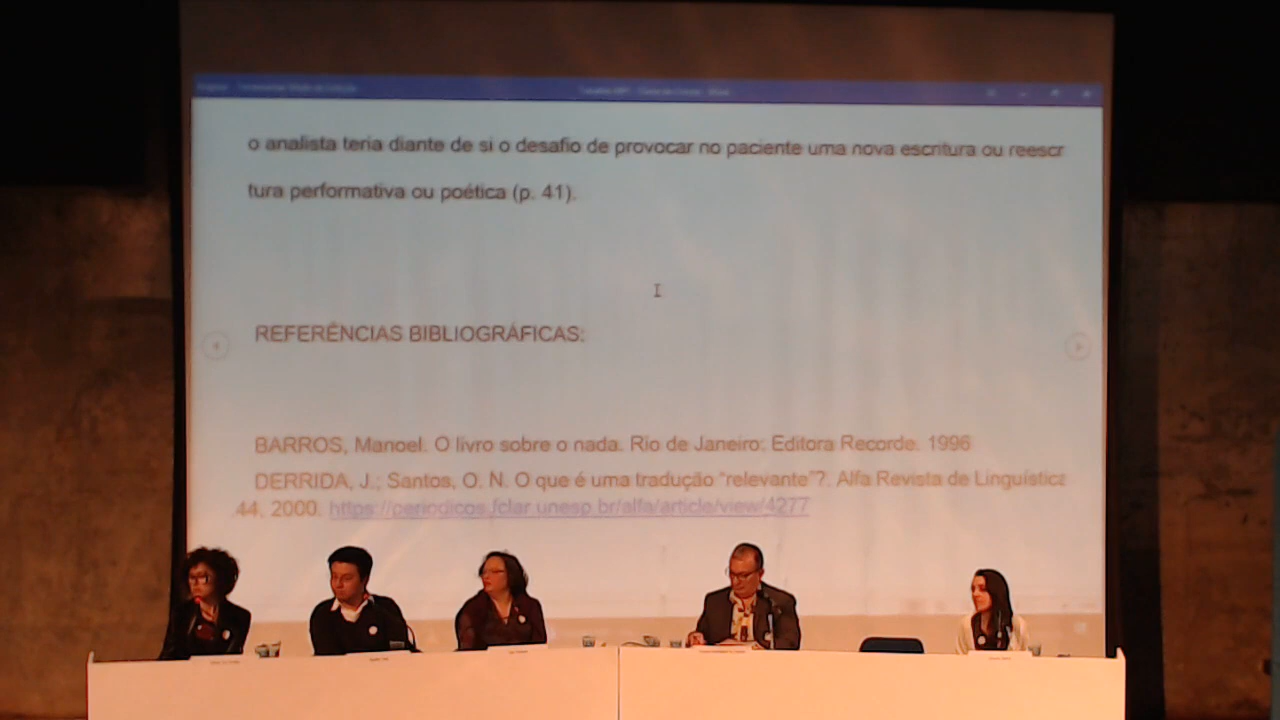 o analista teria diante de si o desafio de provocar no paciente uma nova escritura ou reescr
tura performativa ou poética (p. 41).
REFERÊNCIAS BIBLIOGRÁFICAS:
BARROS, Manoel. O livro sobre o nada. Rio de Janeiro: Editora Recorde. 1996
DERRIDA, J.; Santos, O. N. O que é uma tradução "relevante"?. Alfa Revista de Linguística
44, 2000. https://periodicos.fclar.unesp.br/alfa/article/view/4277